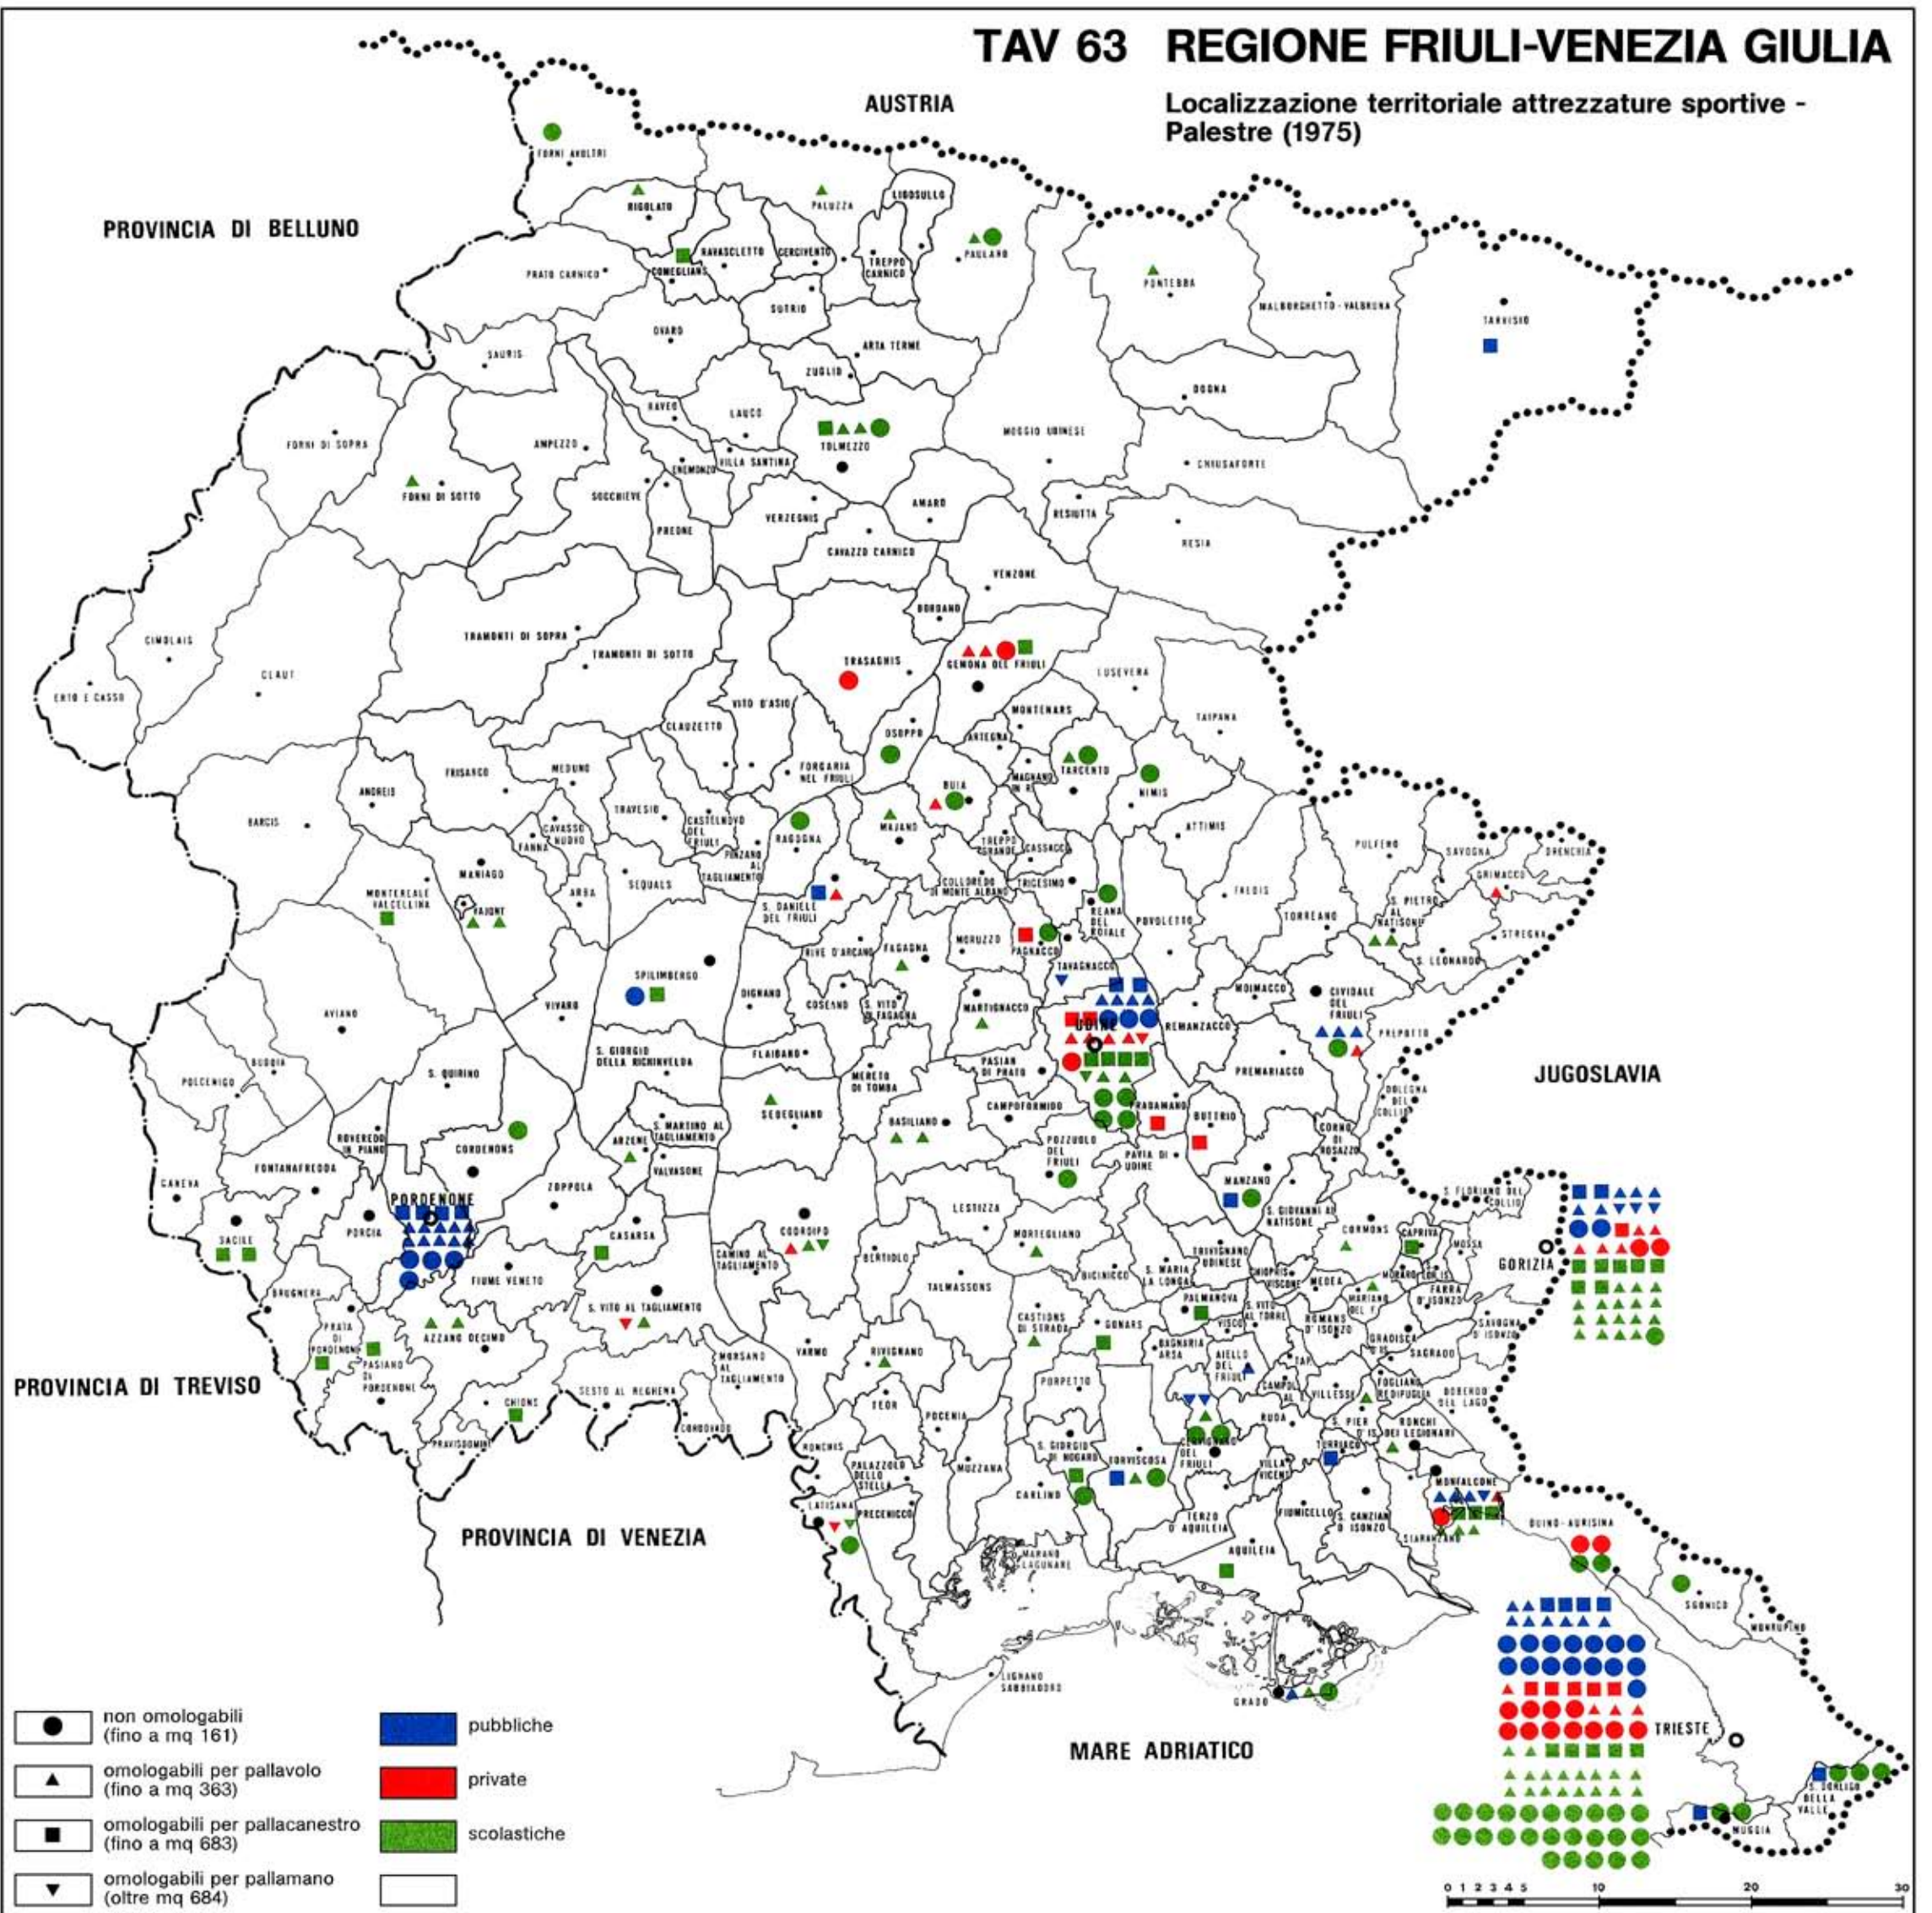 TAV 63 REGIONE FRIULI-VENEZIA GIULIA
Localizzazione territoriale attrezzature sportive -
Palestre (1975)
AUSTRIA
PROVINCIA DI BELLUNO
FORNI AVOLTRI
RIGOLATO
PALUZZA
LIGOSULLO
PRATO CARNICO
COMEGLIANS
RAVASCLETTO
CERCIVENTO
TREPPO
CARNICO
PAULARO
PONTEBBA
MALBORGHETTO - VALBRUNA
TARVISIO
SUTRIO
OVARO
SAURIS
ARTA TERME
ZUGLIO
DOGNA
RAVEO
LAUCO
FORNI DI SOPRA
AMPEZZO
TOLMEZZO
MOGGIO UDINESE
CHIUSAFORTE
ENEMONZO
VILLA SANTINA
FORNI DI SOTTO
SOCCHIEVE
PREONE
VERZEGNIS
AMARO
RESIUTTA
RESIA
CAVAZZO CARNICO
VENZONE
BORDANO
CIMOLAIS
TRAMONTI DI SOPRA
TRAMONTI DI SOTTO
TRASAGHIS
GEMONA DEL FRIULI
CLAUT
ERTO E CASSO
LUSEVERA
VITO D'ASIO
CLAUZETTO
MONTENARS
TAIPANA
OSOPPO
ARTEGNA
FRISANCO
MEDUNO
FORGARIA
NEL FRIULI
MAGNANO
IN R.
TARCENTO
NIMIS
ANDREIS
BUIA
BARCIS
TRAVESIO
CASTELNOVO
DEL
FRIULI
CAVASSO
NUOVO
FANNA
RAGOGNA
MAJANO
ATTIMIS
TREPPO
GRANDE
CASSACCO
PULFERO
SAVOGNA
DRENCHIA
PINZANO
AL
TAGLIAMENTO
MANIAGO
SEQUALS
ARBA
MONTEREALE
VALCELLINA
VAJONT
COLLOREDO
DI MONTE ALBANO
TRICESIMO
GRIMACCO
S. DANIELE
DEL FRIULI
REANA
DEL
ROIALE
POVOLETTO
FAEDIS
TORREANO
S. PIETRO
AL
NATISONE
STREGNA
S. LEONARDO
RIVE D'ARCANO
FAGAGNA
MORUZZO
PAGNACCO
TAVAGNACCO
SPILIMBERGO
DIGNANO
COSEANO
S. VITO
DI FAGAGNA
MARTIGNACCO
MOIMACCO
CIVIDALE
DEL
FRIULI
PREPOTTO
VIVARO
AVIANO
UDINE
REMANZACCO
S. GIORGIO
DELLA RICHINVELDA
FLAIBANO
MERETO
DI TOMBA
PASIAN
DI PRATO
PREMARIACCO
BUDOIA
POLCENIGO
S. QUIRINO
JUGOSLAVIA
DOLEGNA
DEL
COLLIO
SEDEGLIANO
BASILIANO
CAMPOFORMIDO
PRADAMANO
BUTTRIO
CORNO
DI
ROSAZZO
ROVEREDO
IN PIANO
CORDENONS
ARZENE
S. MARTINO AL
TAGLIAMENTO
VALVASONE
POZZUOLO
DEL
FRIULI
PAVIA DI
UDINE
FONTANAFREDDA
CANEVA
ZOPPOLA
MANZANO
S. FLORIANO DEL
COLLIO
PORDENONE
PORCIA
SACILE
CASARSA
CODROIPO
LESTIZZA
MORTEGLIANO
S. GIOVANNI AL
NATISONE
CORMONS
CAPRIVA
MOSSA
GORIZIA
CAMINO AL
TAGLIAMENTO
BERTIOLO
TALMASSONS
BICINICCO
S. MARIA
LA LONGA
TRIVIGNANO
UDINESE
CHIOPRIS
VISCONE
MEDEA
MORARO
FARRA
D'ISONZO
MARIANO
DEL F.
FIUME VENETO
BRUGNERA
S. VITO AL TAGLIAMENTO
PALMANOVA
S. VITO
AL TORRE
VISCO
ROMANS
D'ISONZO
GRADISCA
D'IS.
SAVOGNA
D'ISONZO
SAGRADO
CASTIONS
DI STRADA
GONARS
BAGNARIA
ARSA
AIELLO
DEL
FRIULI
PRATA
DI
PORDENONE
AZZANO DECIMO
PASIANO
DI
PORDENONE
MORSANO
AL
TAGLIAMENTO
VARMO
RIVIGNANO
PROVINCIA DI TREVISO
CHIONS
SESTO AL REGHENA
CORDOVADO
PRAVISDOMINI
TEOR
POCENIA
PORPETTO
TAP.
CAMPOL.
AL
VILLESSE
FOGLIANO
REDIPUGLIA
DOBERDO
DEL LAGO
RUDA
S. PIER
D'IS.
RONCHI
DEI LEGIONARI
TURRIACO
RONCHIS
PALAZZOLO
DELLO
STELLA
MUZZANA
S. GIORGIO
DI NOGARO
TORVISCOSA
CERVIGNANO
DEL
FRIULI
VILLA
VICENT.
MONFALCONE
LATISANA
PRECENICCO
CARLINO
TERZO
D'AQUILEIA
FIUMICELLO
S. CANZIAN
D'ISONZO
STARANZANO
DUINO-AURISINA
PROVINCIA DI VENEZIA
MARANO
LAGUNARE
AQUILEIA
SGONICO
MONRUPINO
LIGNANO
SABBIADORO
GRADO
MARE ADRIATICO
TRIESTE
S. DORLIGO
DELLA
VALLE
MUGGIA
non omologabili
(fino a mq 161)
pubbliche
omologabili per pallavolo
(fino a mq 363)
private
omologabili per pallacanestro
(fino a mq 683)
scolastiche
omologabili per pallamano
(oltre mq 684)
0 1 2 3 4 5 10 20 30